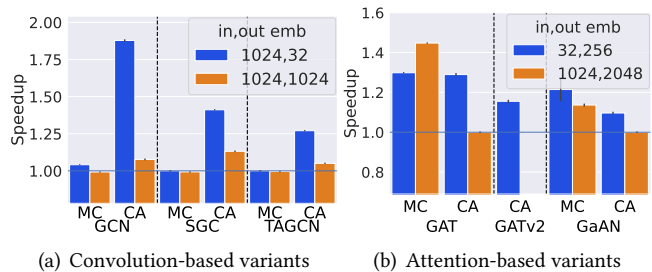 in,out emb
1024,32
1024,1024
Speedup
2.00
1.75
1.50
1.25
1.00
MC CA MC CA MC CA
GCN SGC TAGCN
(a) Convolution-based variants
in,out emb
32,256
1024,2048
Speedup
1.6
1.4
1.2
1.0
0.8
MC CA CA MC CA
GAT GATv2 GaAN
(b) Attention-based variants